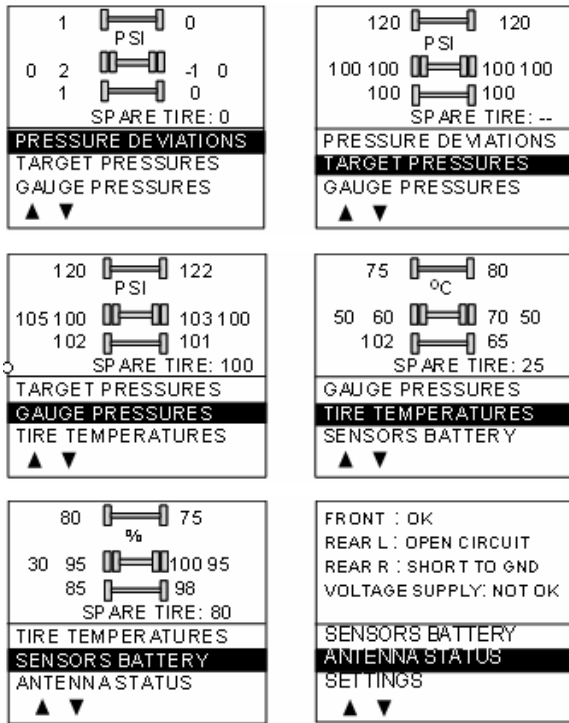 1 0
PSI
0 2 -1 0
1 0
SPARE TIRE: 0
PRESSURE DEVIATIONS
TARGET PRESSURES
GAUGE PRESSURES
▲ ▼
120 120
PSI
100 100 100 100
100 100
SPARE TIRE: --
PRESSURE DEVIATIONS
TARGET PRESSURES
GAUGE PRESSURES
▲ ▼
120 122
PSI
105 100 103 100
102 101
SPARE TIRE: 100
TARGET PRESSURES
GAUGE PRESSURES
TIRE TEMPERATURES
▲ ▼
75 80
°C
50 60 70 50
102 65
SPARE TIRE: 25
GAUGE PRESSURES
TIRE TEMPERATURES
SENSORS BATTERY
▲ ▼
80 75
%
30 95 100 95
85 98
SPARE TIRE: 80
TIRE TEMPERATURES
SENSORS BATTERY
ANTENNA STATUS
▲ ▼
FRONT : OK
REAR L : OPEN CIRCUIT
REAR R : SHORT TO GND
VOLTAGE SUPPLY: NOT OK
SENSORS BATTERY
ANTENNA STATUS
SETTINGS
▲ ▼